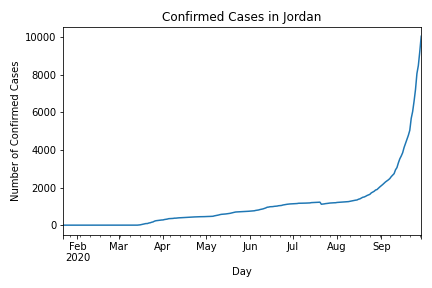 Confirmed Cases in Jordan
Number of Confirmed Cases
10000
8000
6000
4000
2000
0
Feb Mar Apr May Jun Jul Aug Sep
2020
Day